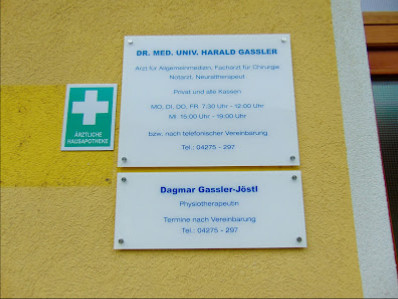 DR. MED. UNIV. HARALD GASSLER
Arzt für Allgemeinmedizin, Facharzt für Chirurgie
Notarzt, Neuraltherapeut
Privat und alle Kassen
MO, DI, DO, FR 7:30 Uhr - 12:00 Uhr
MI: 15:00 Uhr - 19:00 Uhr
bzw. nach telefonischer Vereinbarung
Tel.: 04275 - 297
ÄRZTLICHE
HAUSAPOTHEKE
Dagmar Gassler-Jöstl
Physiotherapeutin
Termine nach Vereinbarung
Tel.: 04275 - 297